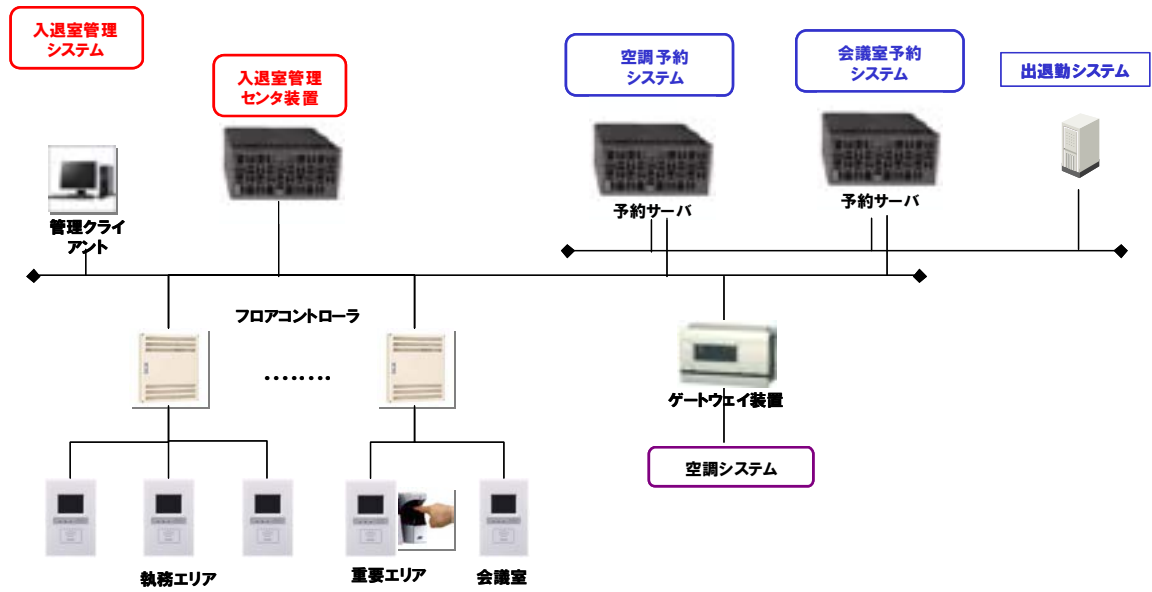 入退室管理
システム
入退室管理
センタ装置
空調予約
システム
会議室予約
システム
出退勤システム
管理クライ
アント
予約サーバ
予約サーバ
フロアコントローラ
………
ゲートウェイ装置
空調システム
執務エリア
重要エリア
会議室